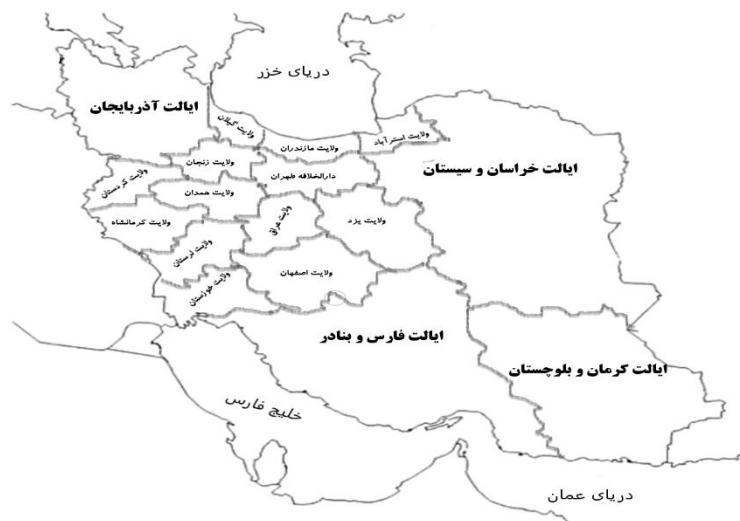 دریای خزر
ایالت آذربایجان
ولایت گیلان
ولایت مازندران
ولایت استرآباد
ولایت زنجان
دارالخلافه طهران
ایالت خراسان و سیستان
ولایت کردستان
ولایت همدان
ولایت کرمانشاه
ولایت عراق
ولایت یزد
ولایت لرستان
ولایت اصفهان
ولایت خوزستان
ایالت فارس و بنادر
ایالت کرمان و بلوچستان
خلیج فارس
دریای عمان